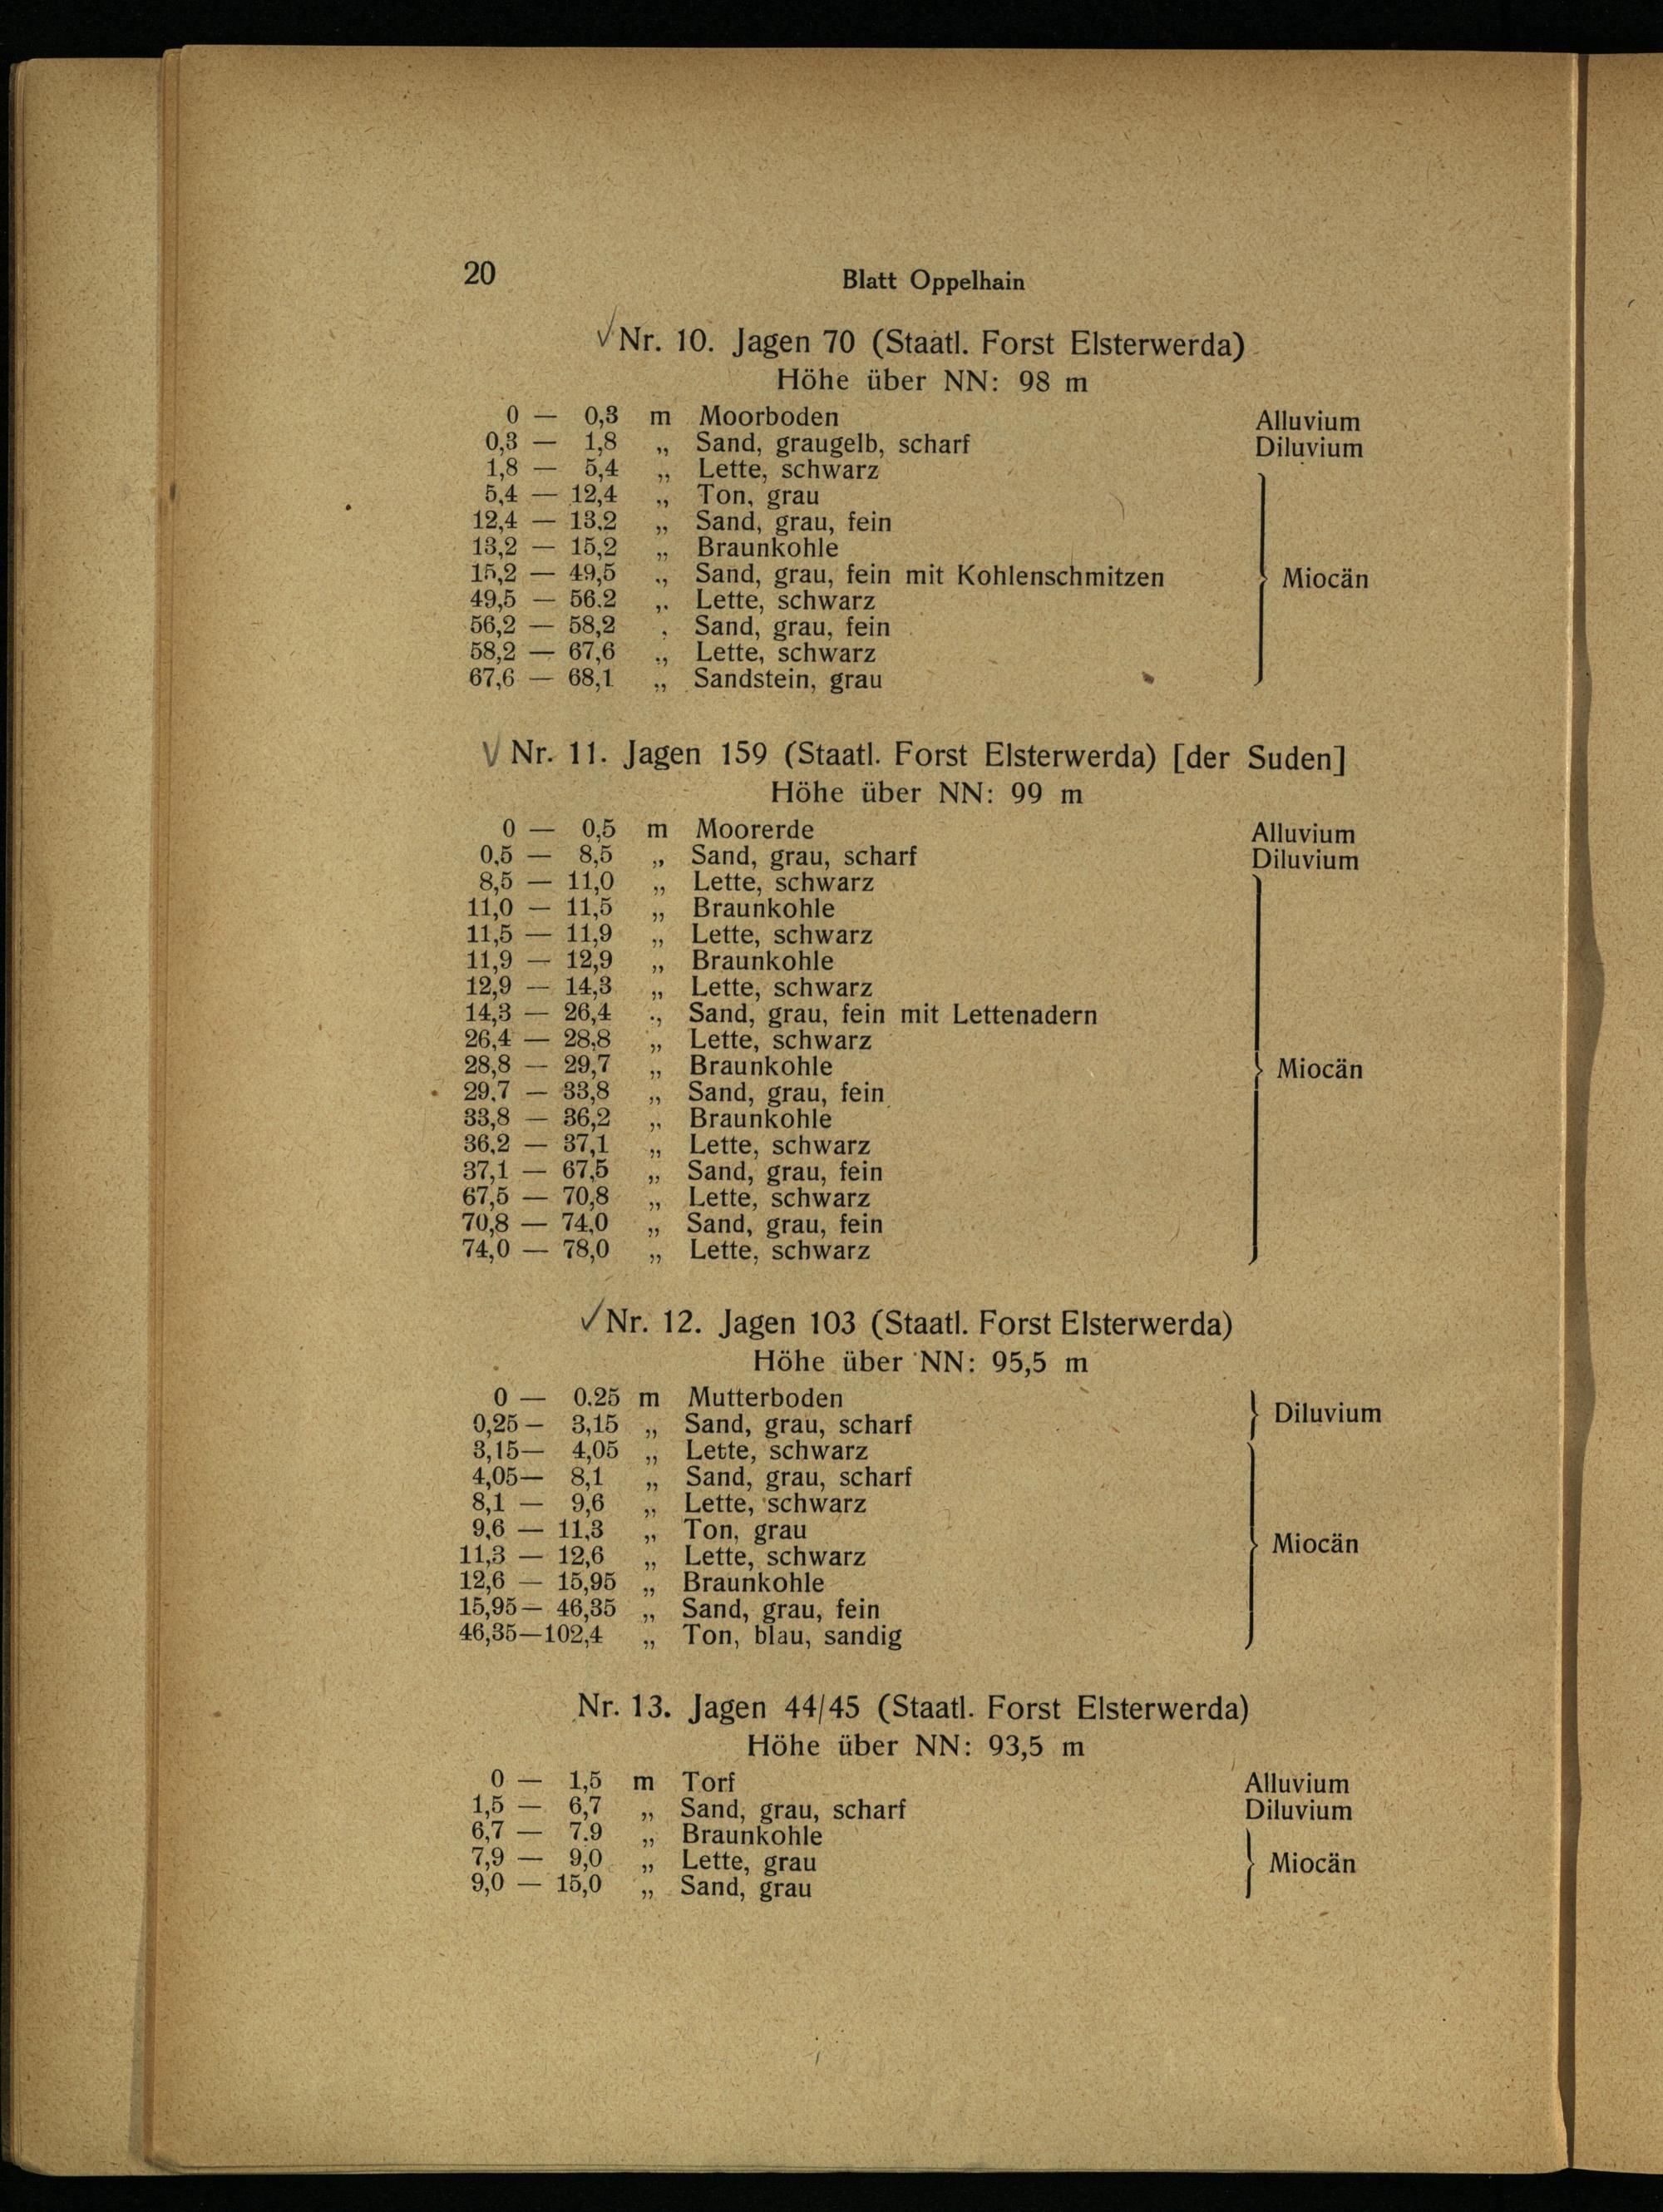 20
Blatt Oppelhain
Nr. 10. Jagen 70 (Staatl. Forst Elsterwerda)
Höhe über NN: 98 m
0 — 0,3 m Moorboden Alluvium
0,3 — 1,8 „ Sand, graugelb, scharf Diluvium
1,8 — 5,4 „ Lette, schwarz
5,4 — 12,4 „ Ton, grau
12,4 — 13,2 „ Sand, grau, fein
13,2 — 15,2 „ Braunkohle
15,2 — 49,5 „ Sand, grau, fein mit Kohlenschmitzen Miocän
49,5 — 56.2 „ Lette, schwarz
56,2 — 58,2 „ Sand, grau, fein
58,2 — 67,6 „ Lette, schwarz
67,6 — 68,1 „ Sandstein, grau
Nr. 11. Jagen 159 (Staatl. Forst Elsterwerda) [der Suden]
Höhe über NN: 99 m
0 — 0,5 m Moorerde Alluvium
0,5 — 8,5 „ Sand, grau, scharf Diluvium
8,5 — 11,0 „ Lette, schwarz
11,0 — 11,5 „ Braunkohle
11,5 — 11,9 „ Lette, schwarz
11,9 — 12,9 „ Braunkohle
12,9 — 14,3 „ Lette, schwarz
14,3 — 26,4 „ Sand, grau, fein mit Lettenadern
26,4 — 28,8 „ Lette, schwarz
28,8 — 29,7 „ Braunkohle Miocän
29,7 — 33,8 „ Sand, grau, fein
33,8 — 36,2 „ Braunkohle
36,2 — 37,1 „ Lette, schwarz
37,1 — 67,5 „ Sand, grau, fein
67,5 — 70,8 „ Lette, schwarz
70,8 — 74,0 „ Sand, grau, fein
74,0 — 78,0 „ Lette, schwarz
Nr. 12. Jagen 103 (Staatl. Forst Elsterwerda)
Höhe über NN: 95,5 m
0 — 0.25 m Mutterboden Diluvium
0,25 — 3,15 „ Sand, grau, scharf
3,15 — 4,05 „ Lette, schwarz
4,05 — 8,1 „ Sand, grau, scharf
8,1 — 9,6 „ Lette, schwarz
9,6 — 11,3 „ Ton, grau Miocän
11,3 — 12,6 „ Lette, schwarz
12,6 — 15,95 „ Braunkohle
15,95 — 46,35 „ Sand, grau, fein
46,35—102,4 „ Ton, blau, sandig
Nr. 13. Jagen 44/45 (Staatl. Forst Elsterwerda)
Höhe über NN: 93,5 m
0 — 1,5 m Torf Alluvium
1,5 — 6,7 „ Sand, grau, scharf Diluvium
6,7 — 7.9 „ Braunkohle
7,9 — 9,0 „ Lette, grau Miocän
9,0 — 15,0 „ Sand, grau